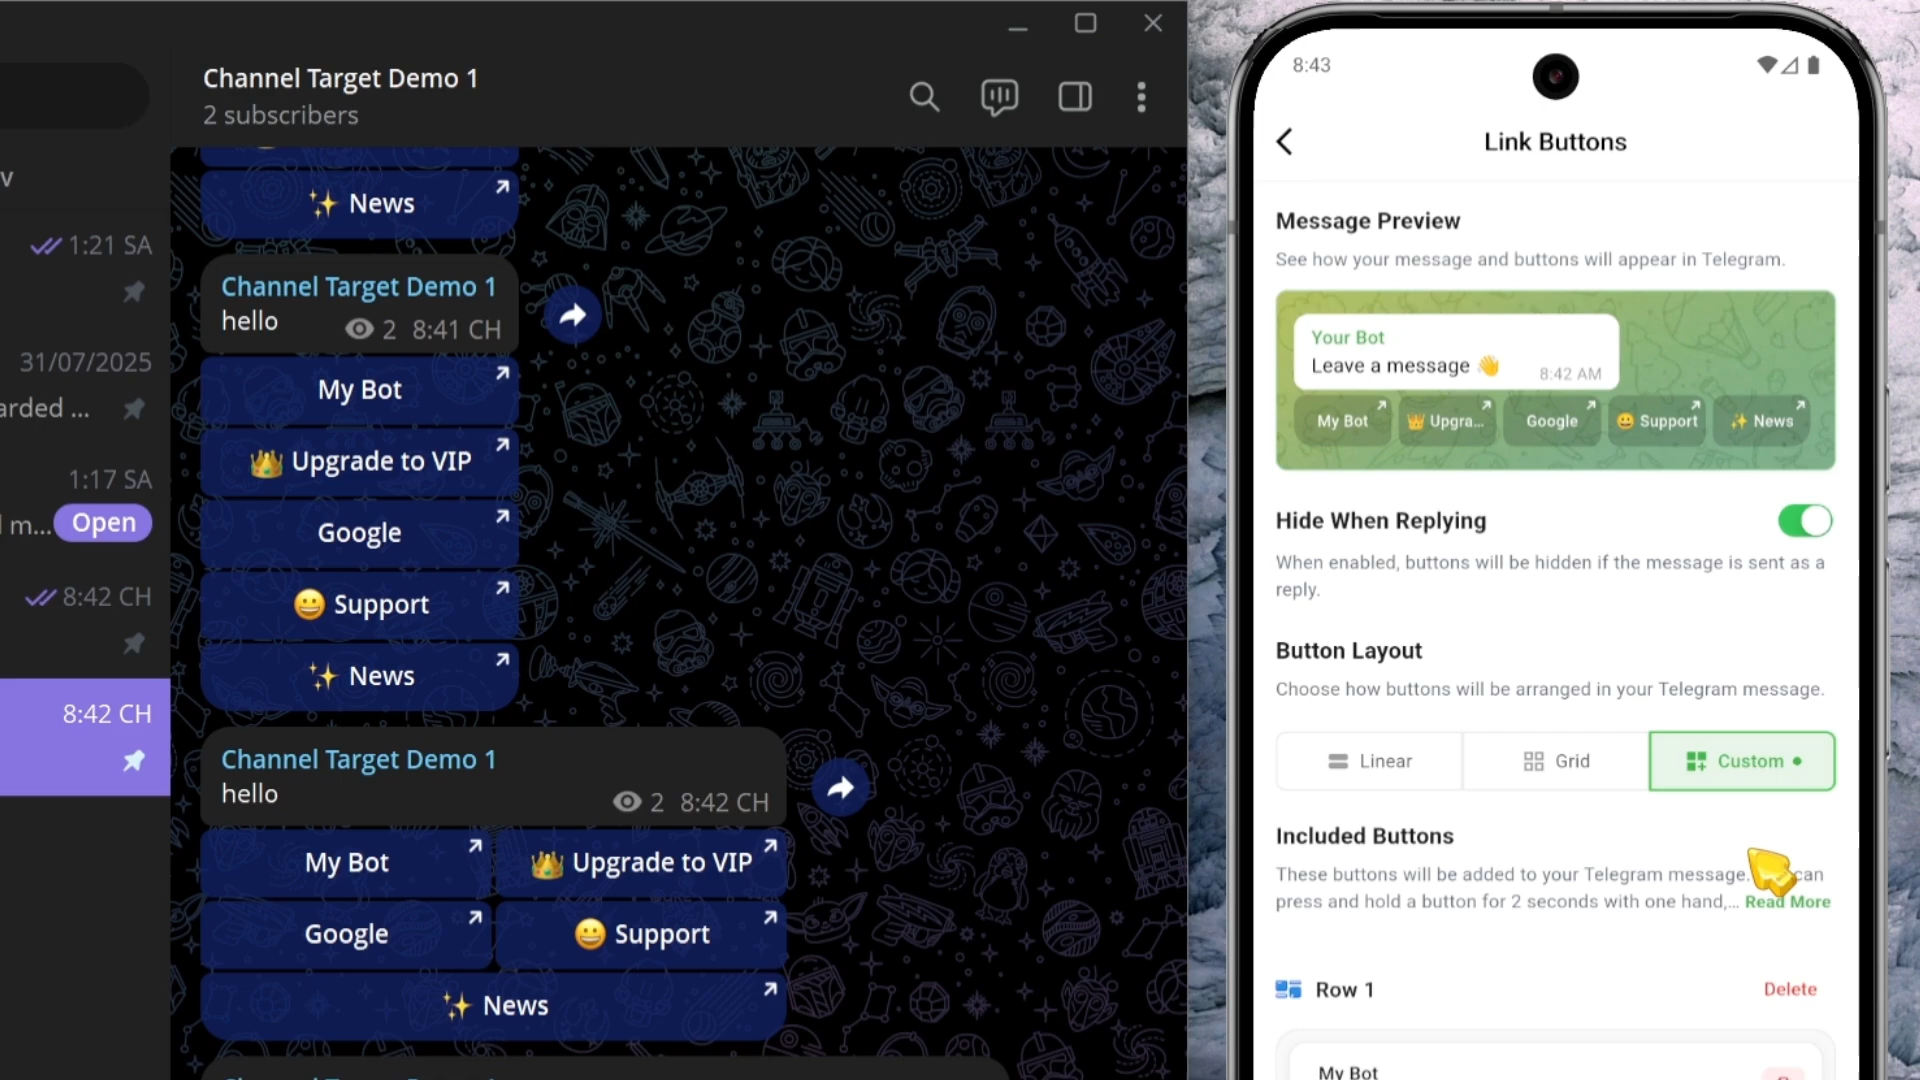 v
1:21 SA
31/07/2025
arded ...
1:17 SA
m... Open
8:42 CH
8:42 CH
Channel Target Demo 1
2 subscribers
✨ News
Channel Target Demo 1
hello 2 8:41 CH
My Bot
👑 Upgrade to VIP
Google
😀 Support
✨ News
Channel Target Demo 1
hello 2 8:42 CH
My Bot 👑 Upgrade to VIP
Google 😀 Support
✨ News
8:43
Link Buttons
Message Preview
See how your message and buttons will appear in Telegram.
Your Bot
Leave a message 👋 8:42 AM
My Bot 👑 Upgra... Google 😀 Support ✨ News
Hide When Replying
When enabled, buttons will be hidden if the message is sent as a
reply.
Button Layout
Choose how buttons will be arranged in your Telegram message.
Linear Grid Custom •
Included Buttons
These buttons will be added to your Telegram message. can
press and hold a button for 2 seconds with one hand,... Read More
Row 1 Delete
My Bot